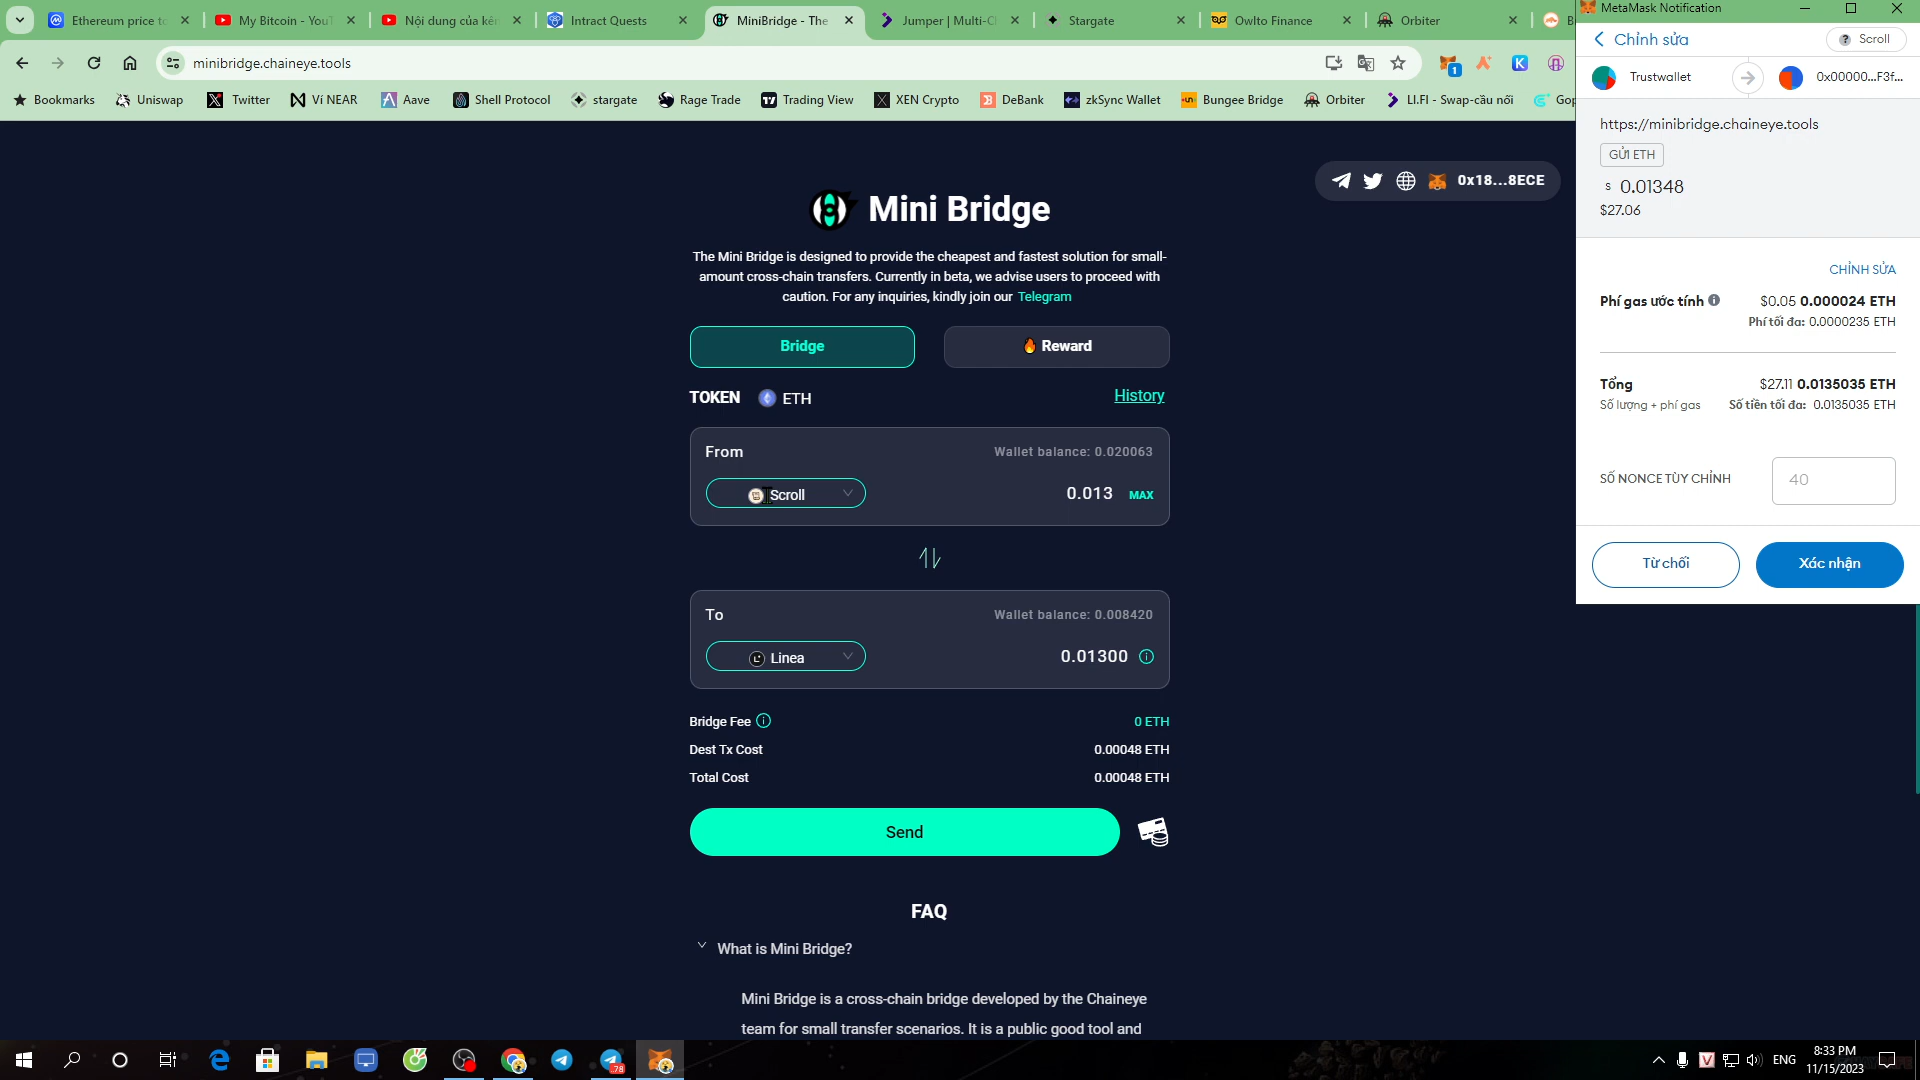 Ethereum price to
My Bitcoin - YouT
Nội dung của kên
Intract Quests
MiniBridge - The
Jumper | Multi-Ch
Stargate
Owlto Finance
Orbiter
B
minibridge.chaineye.tools
1
Bookmarks
Uniswap
Twitter
Ví NEAR
Aave
Shell Protocol
stargate
Rage Trade
Trading View
XEN Crypto
DeBank
zkSync Wallet
Bungee Bridge
Orbiter
LI.FI - Swap-cầu nối
Gop
0x18...8ECE
Mini Bridge
The Mini Bridge is designed to provide the cheapest and fastest solution for small-
amount cross-chain transfers. Currently in beta, we advise users to proceed with
caution. For any inquiries, kindly join our Telegram
Bridge
Reward
TOKEN
ETH
History
From
Wallet balance: 0.020063
Scroll
0.013
MAX
To
Wallet balance: 0.008420
Linea
0.01300
Bridge Fee
0 ETH
Dest Tx Cost
0.00048 ETH
Total Cost
0.00048 ETH
Send
FAQ
What is Mini Bridge?
Mini Bridge is a cross-chain bridge developed by the Chaineye
team for small transfer scenarios. It is a public good tool and
MetaMask Notification
Chỉnh sửa
Scroll
Trustwallet
0x00000...F3f...
https://minibridge.chaineye.tools
GỬI ETH
S 0.01348
$27.06
CHỈNH SỬA
Phí gas ước tính
$0.05 0.000024 ETH
Phí tối đa: 0.0000235 ETH
Tổng
$27.11 0.0135035 ETH
Số lượng + phí gas
Số tiền tối đa: 0.0135035 ETH
SỐ NONCE TÙY CHỈNH
40
Từ chối
Xác nhận
78
ENG
8:33 PM
11/15/2023